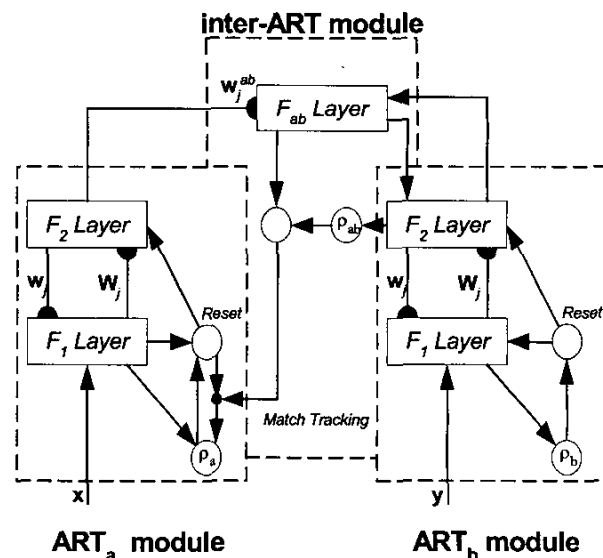 inter-ART module
w_j^ab
F_ab Layer
F_2 Layer
ρ_ab
F_2 Layer
w_j
W_j
w_j
W_j
Reset
Reset
F_1 Layer
F_1 Layer
Match Tracking
ρ_a
ρ_b
x
y
ART_a module
ART_b module